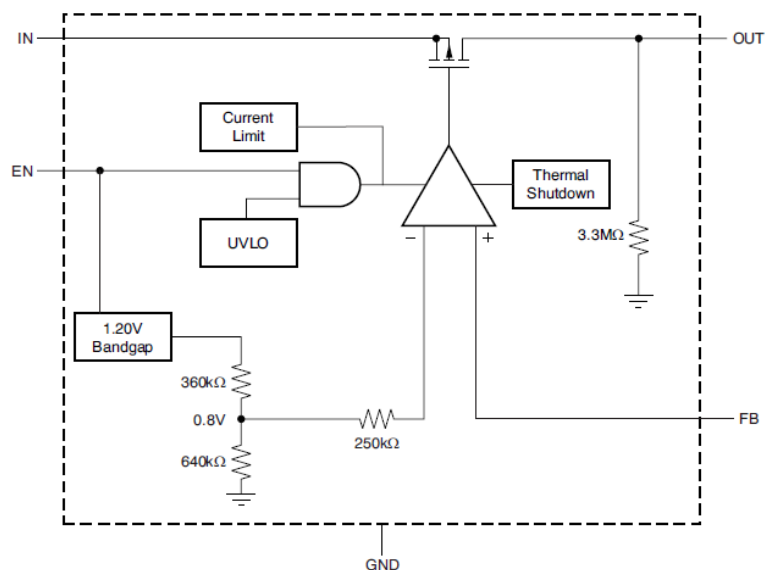 IN
OUT
Current
Limit
EN
Thermal
Shutdown
UVLO
−
+
3.3MΩ
1.20V
Bandgap
360kΩ
0.8V
FB
250kΩ
640kΩ
GND